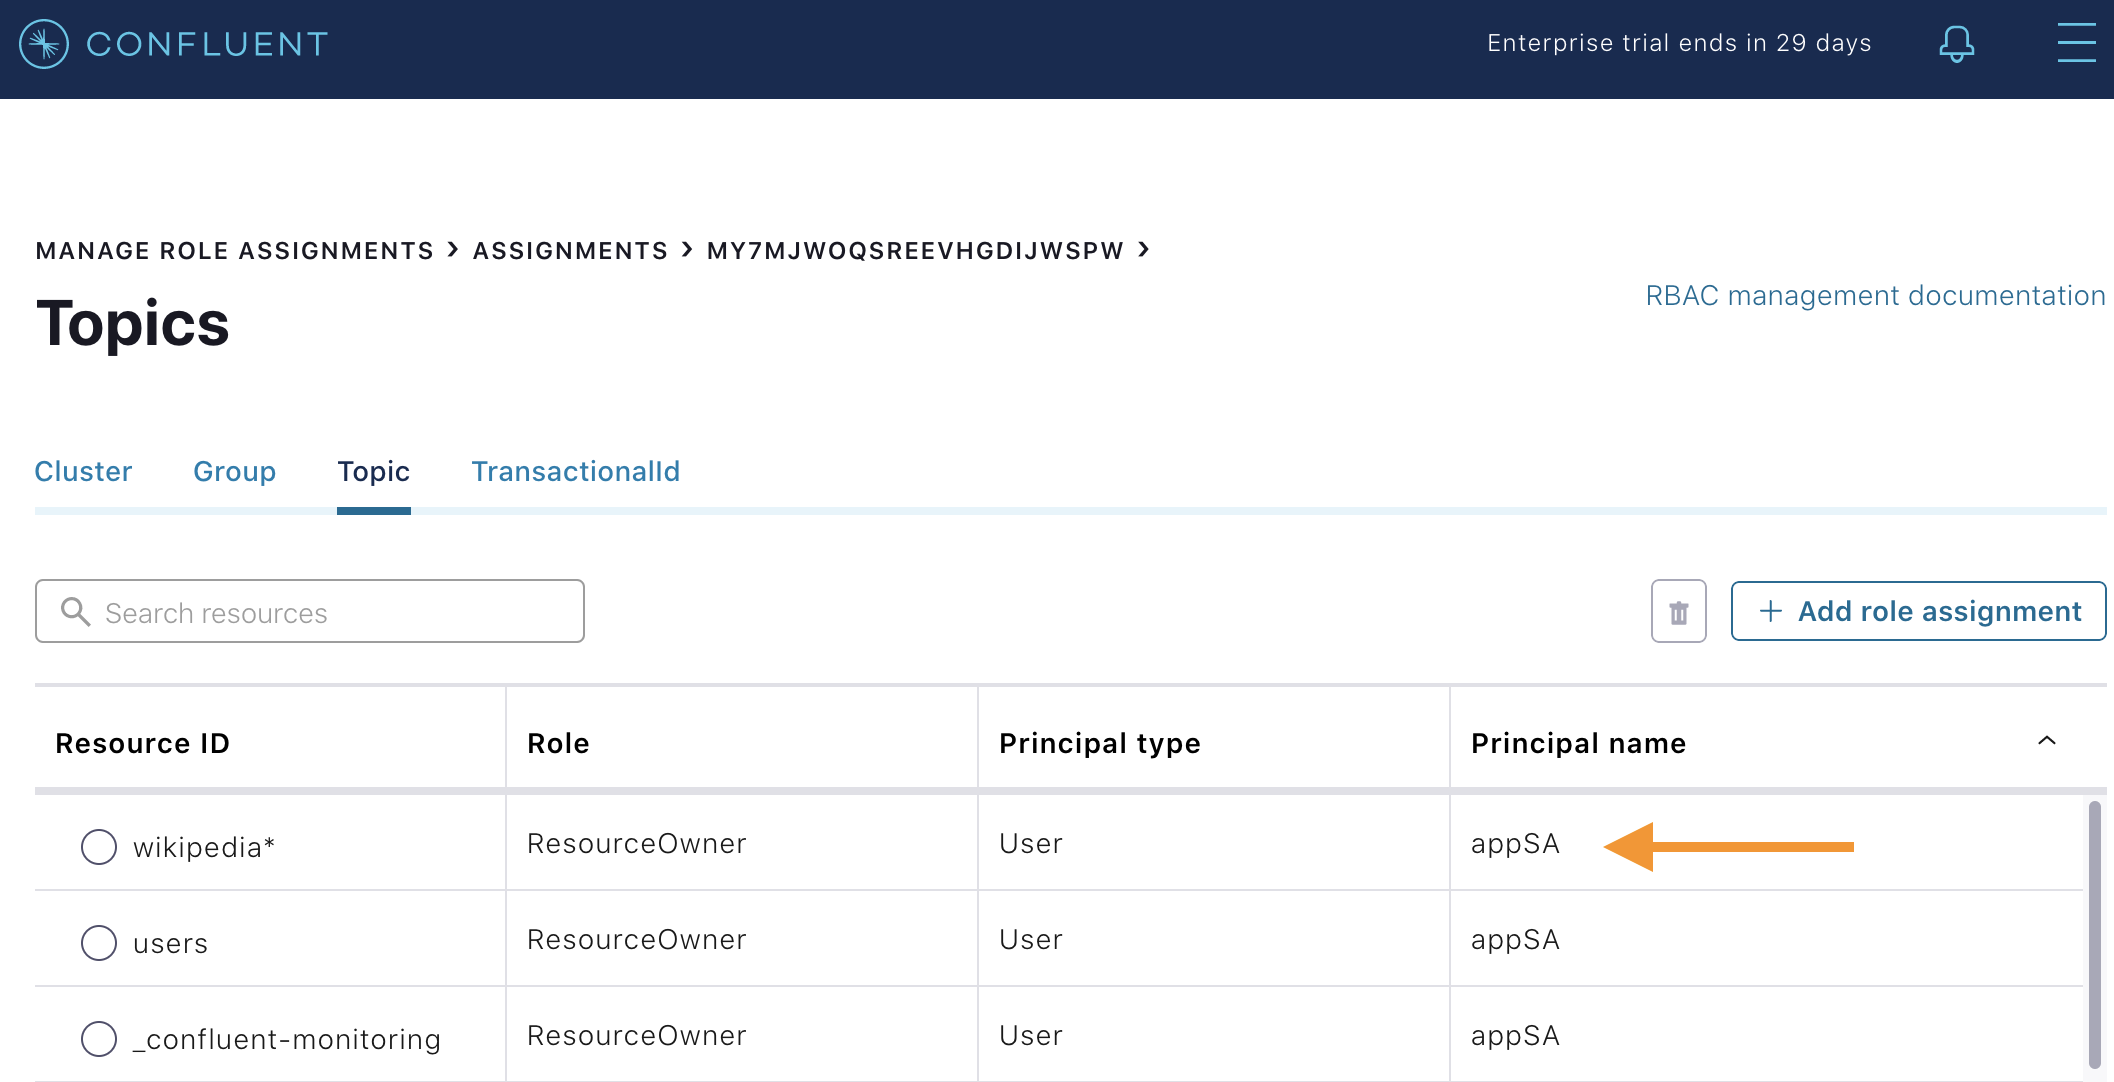 CONFLUENT
Enterprise trial ends in 29 days
MANAGE ROLE ASSIGNMENTS > ASSIGNMENTS > MY7MJWOQSREEVHGDIJWSPW >
Topics
RBAC management documentation
Cluster Group Topic TransactionalId
Search resources
+ Add role assignment
Resource ID Role Principal type Principal name
wikipedia* ResourceOwner User appSA
users ResourceOwner User appSA
_confluent-monitoring ResourceOwner User appSA